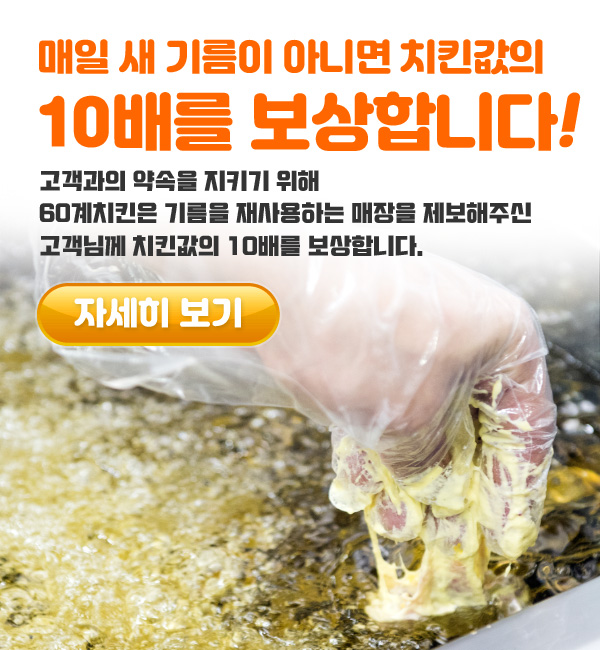 매일 새 기름이 아니면 치킨값의
10배를 보상합니다!
고객과의 약속을 지키기 위해
60계치킨은 기름을 재사용하는 매장을 제보해주신
고객님께 치킨값의 10배를 보상합니다.
자세히 보기